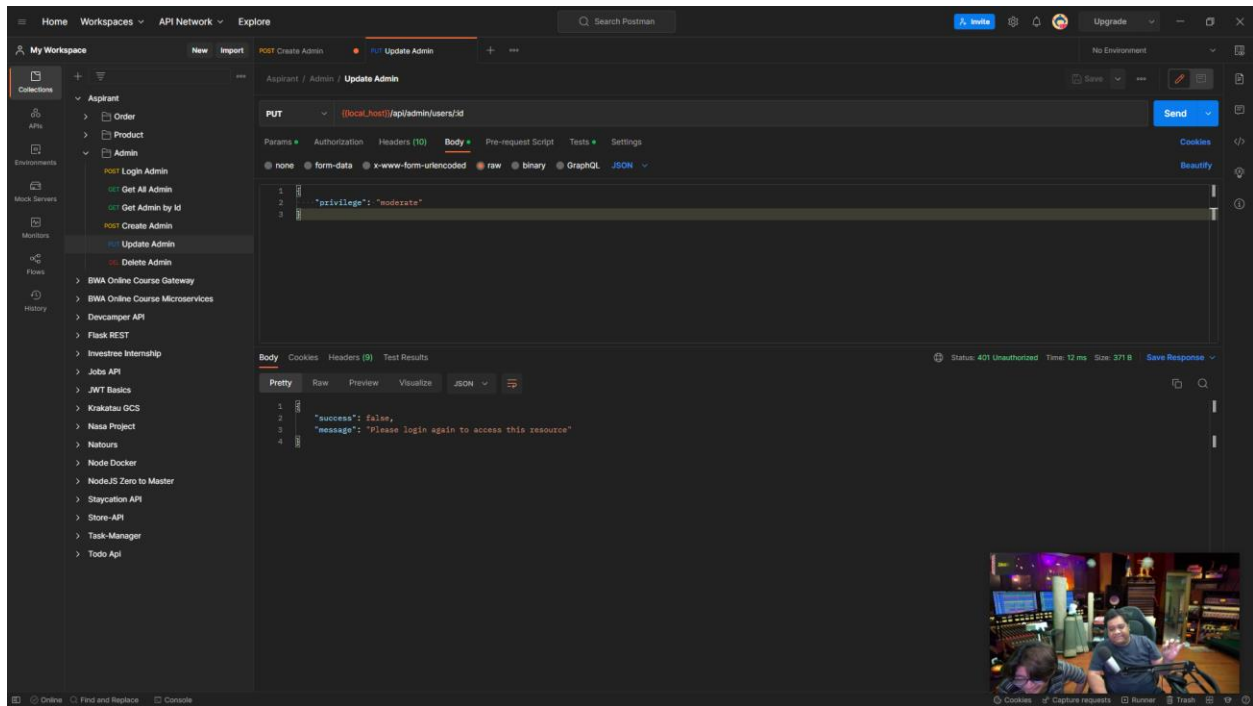 Home Workspaces API Network Explore Search Postman Invite Upgrade
My Workspace New Import POST Create Admin PUT Update Admin No Environment
Collections
APIs
Environments
Mock Servers
Monitors
Flows
History
Aspirant
Order
Product
Admin
POST Login Admin
GET Get All Admin
GET Get Admin by Id
POST Create Admin
PUT Update Admin
DEL Delete Admin
BWA Online Course Gateway
BWA Online Course Microservices
Devcamper API
Flask REST
Investree Internship
Jobs API
JWT Basics
Krakatau GCS
Nasa Project
Natours
Node Docker
NodeJS Zero to Master
Staycation API
Store-API
Task-Manager
Todo Api
Aspirant / Admin / Update Admin Save
PUT {{local_host}}/api/admin/users/:id Send
Params Authorization Headers (10) Body Pre-request Script Tests Settings Cookies
none form-data x-www-form-urlencoded raw binary GraphQL JSON Beautify
1 {
2 "privilege": "moderate"
3 }
Body Cookies Headers (9) Test Results Status: 401 Unauthorized Time: 12 ms Size: 371 B Save Response
Pretty Raw Preview Visualize JSON
1 {
2 "success": false,
3 "message": "Please login again to access this resource"
4 }
Online Find and Replace Console Cookies Capture requests Runner Trash